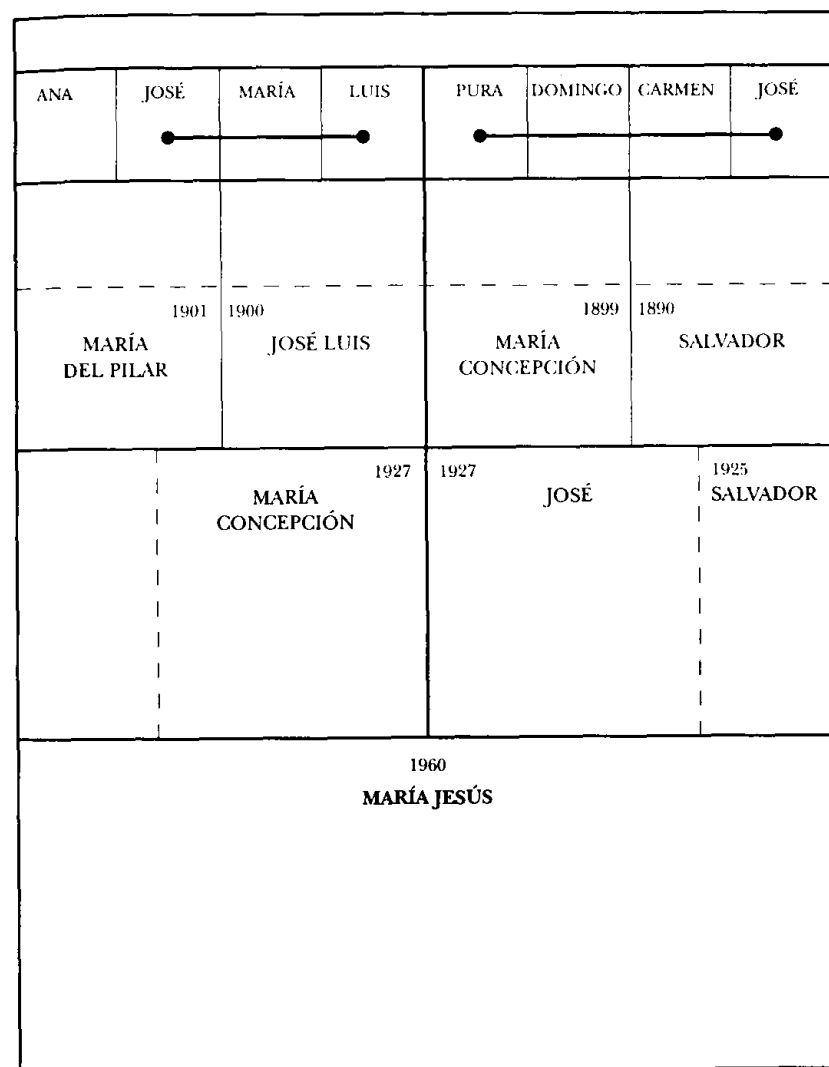 ANA JOSÉ MARÍA LUIS PURA DOMINGO CARMEN JOSÉ
1901 1900 1899 1890
MARÍA DEL PILAR
JOSÉ LUIS
MARÍA CONCEPCIÓN
SALVADOR
1927 1927 1925
MARÍA CONCEPCIÓN
JOSÉ
SALVADOR
1960
MARÍA JESÚS